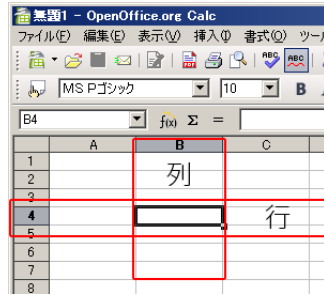 無題1 - OpenOffice.org Calc
ファイル(F) 編集(E) 表示(V) 挿入(I) 書式(O) ツー
ABC ABC
MS Pゴシック 10 B
B4 f(x) Σ =
A B C
1
2 列
3
4 行
5
6
7
8